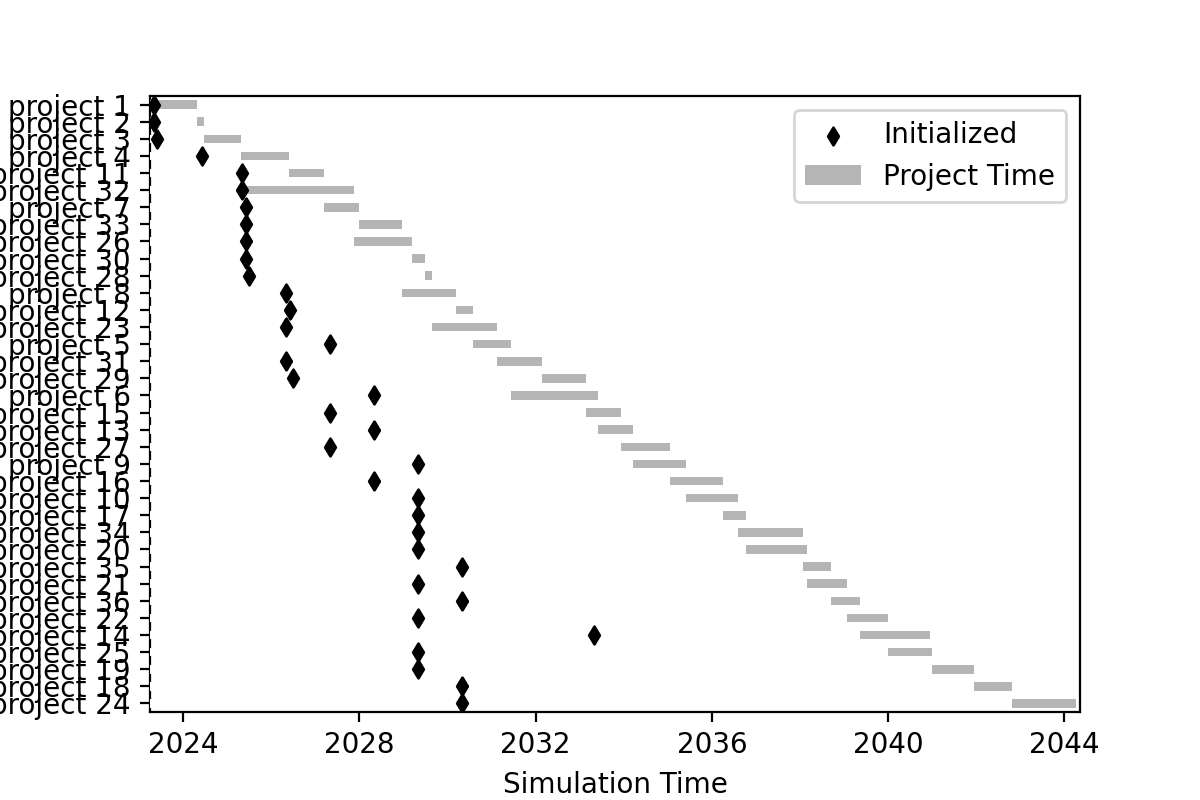 project 1
project 2
project 3
project 4
project 11
project 32
project 7
project 33
project 26
project 30
project 28
project 8
project 12
project 23
project 5
project 31
project 29
project 6
project 15
project 13
project 27
project 9
project 16
project 10
project 17
project 34
project 20
project 35
project 21
project 36
project 22
project 14
project 25
project 19
project 18
project 24
Initialized
Project Time
2024 2028 2032 2036 2040 2044
Simulation Time